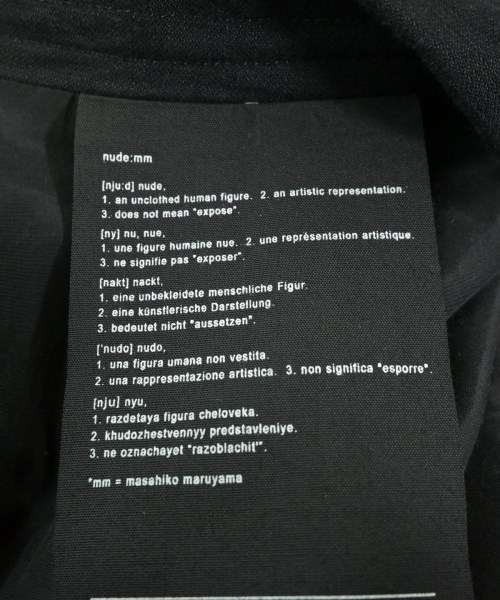 nude:mm
[nju:d] nude,
1. an unclothed human figure. 2. an artistic representation.
3. does not mean "expose".
[ny] nu, nue,
1. une figure humaine nue. 2. une représentation artistique.
3. ne signifie pas "exposer".
[nakt] nackt,
1. eine unbekleidete menschliche Figur.
2. eine künstlerische Darstellung.
3. bedeutet nicht "aussetzen".
['nudo] nudo,
1. una figura umana non vestita.
2. una rappresentazione artistica. 3. non significa "esporre".
[nju] nyu,
1. razdetaya figura cheloveka.
2. khudozhestvennyy predstavleniye.
3. ne oznachayet "razoblachit'".
*mm = masahiko maruyama